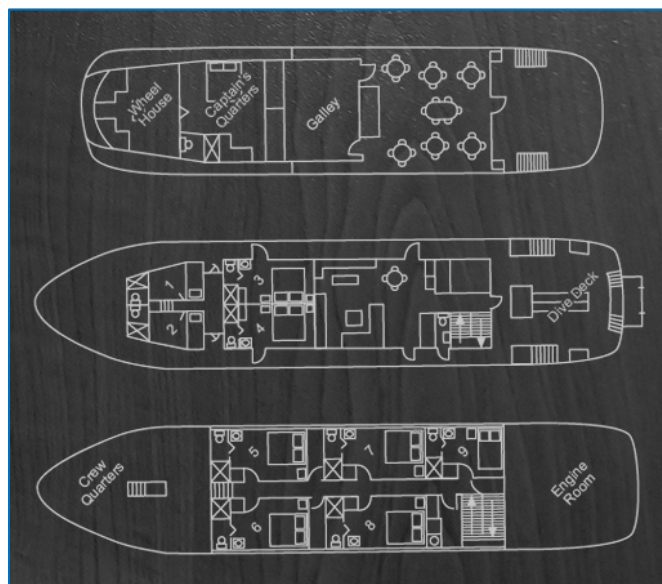 Wheel
House
Captain's
Quarters
Galley
1
2
3
4
Dive Deck
Crew
Quarters
5
6
7
8
9
Engine
Room